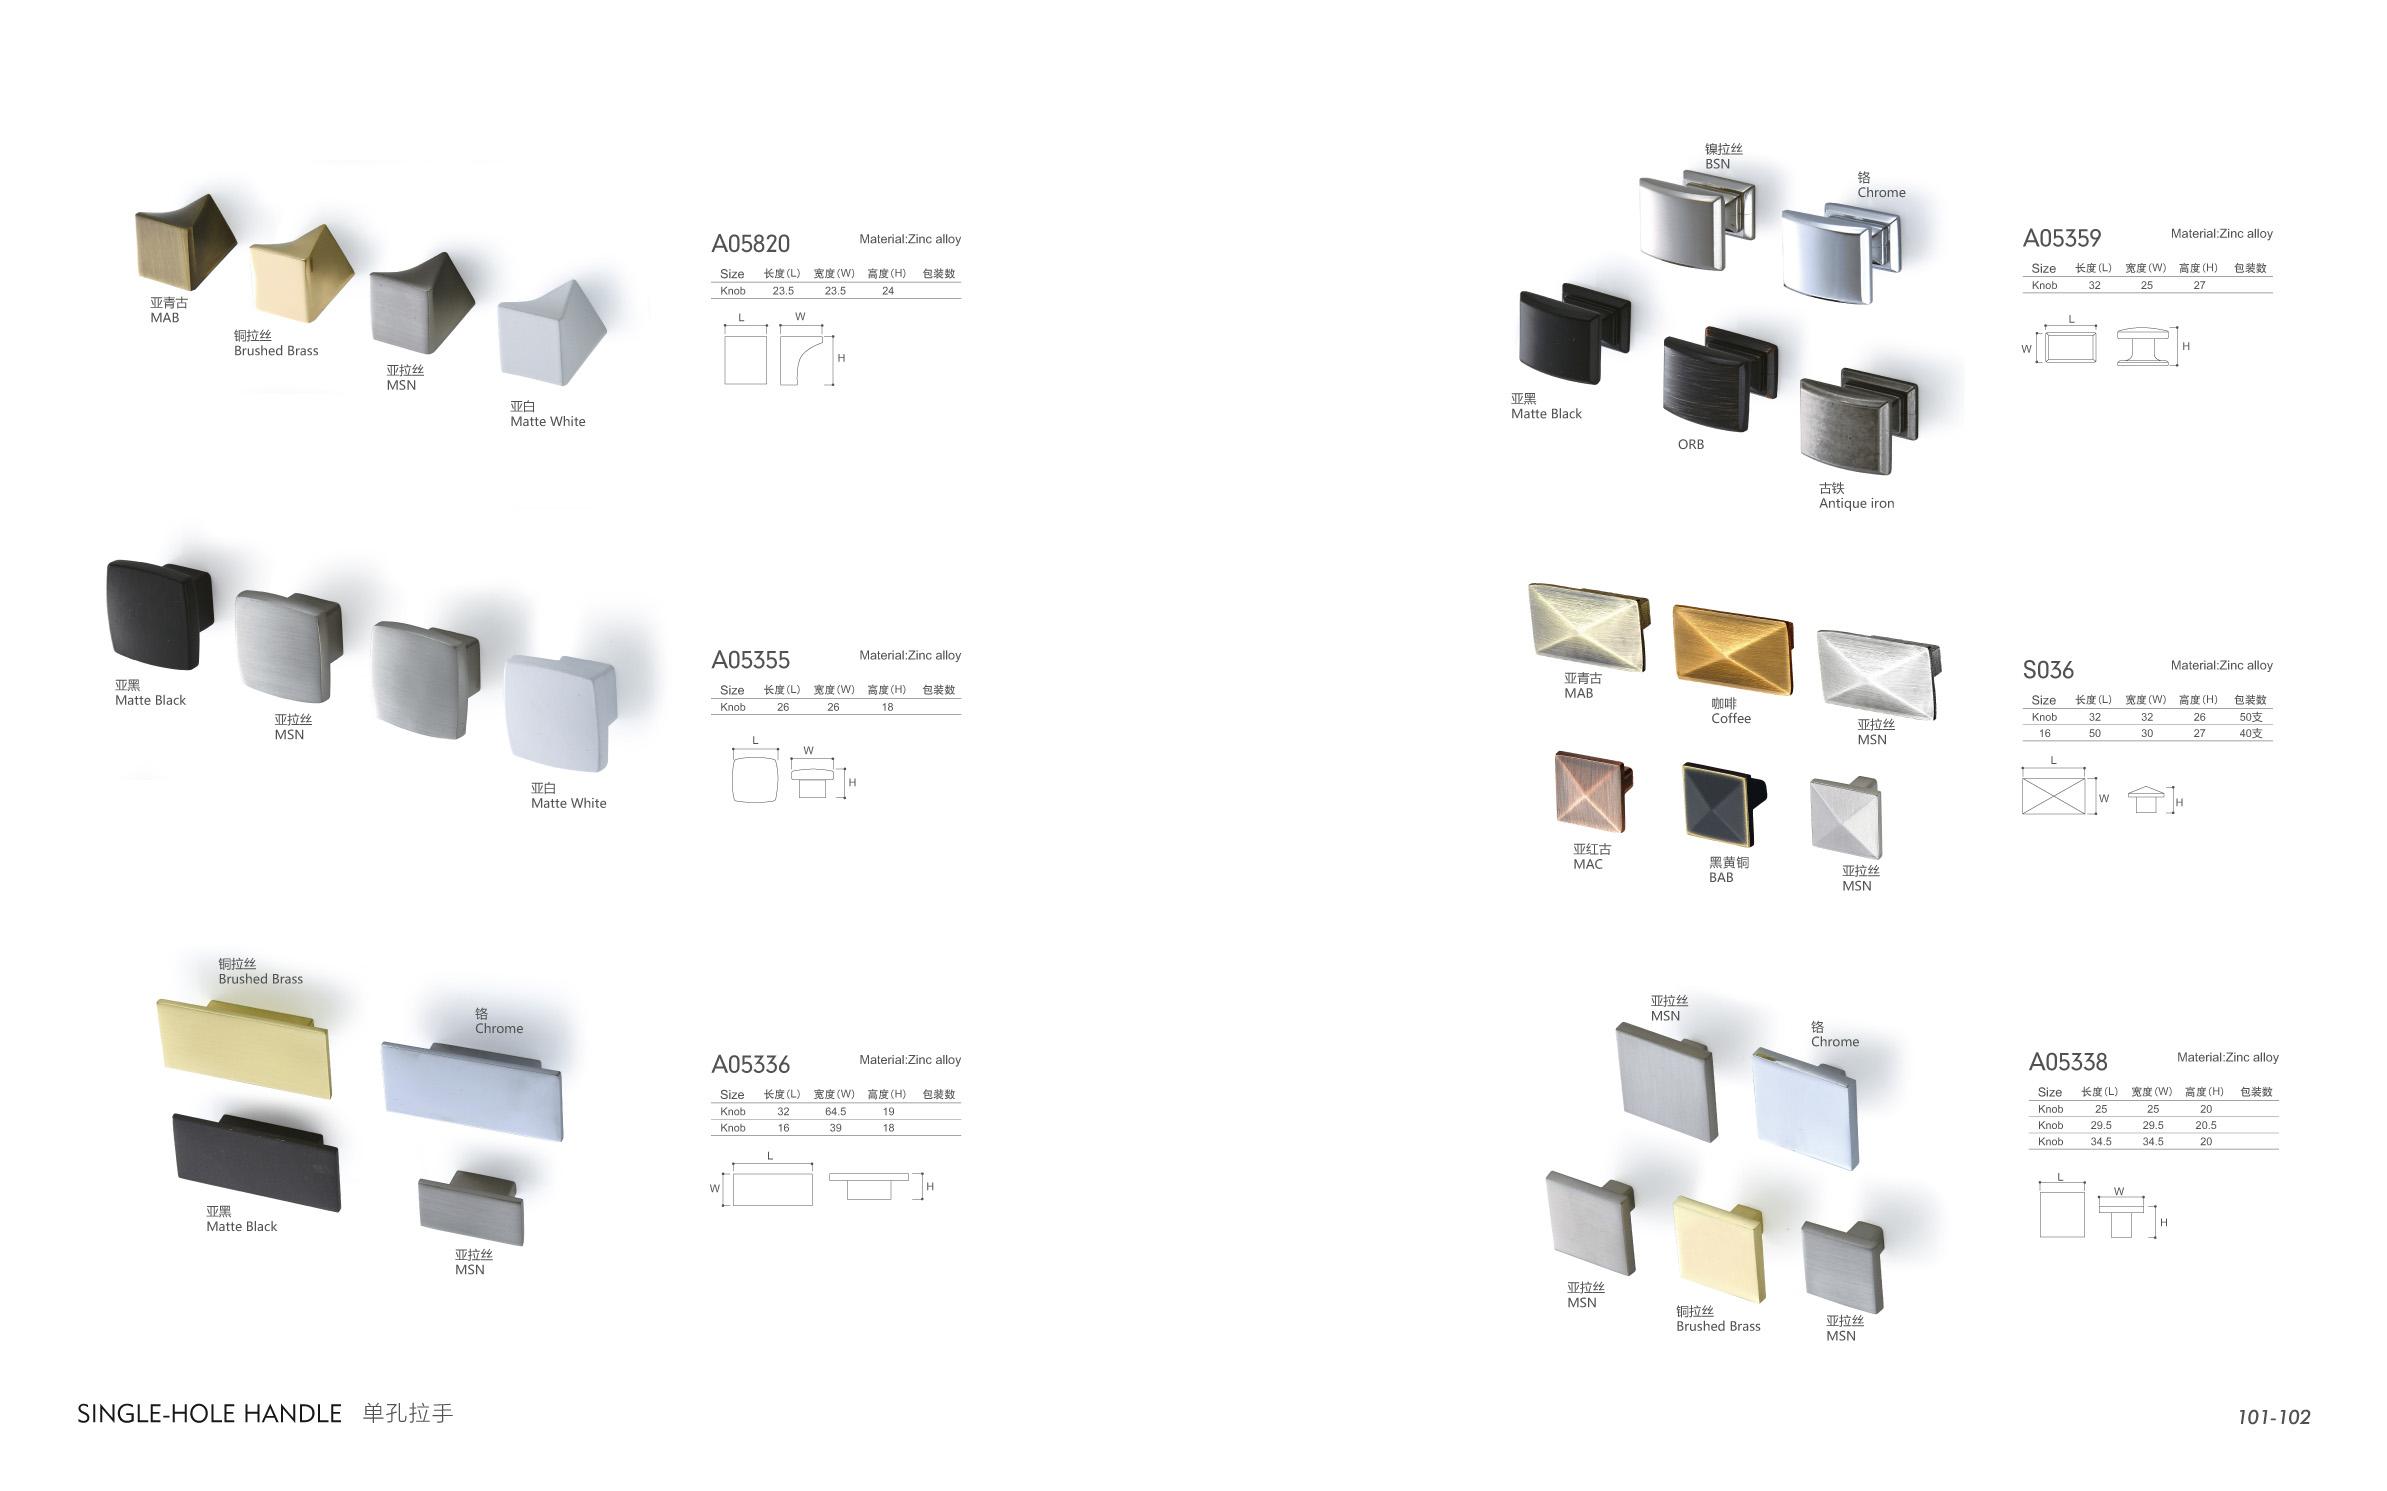 亚青古
MAB
铜拉丝
Brushed Brass
亚拉丝
MSN
亚白
Matte White
A05820 Material:Zinc alloy
Size 长度(L) 宽度(W) 高度(H) 包装数
Knob 23.5 23.5 24
L W
H
亚黑
Matte Black
亚拉丝
MSN
亚白
Matte White
A05355 Material:Zinc alloy
Size 长度(L) 宽度(W) 高度(H) 包装数
Knob 26 26 18
L
W
H
铜拉丝
Brushed Brass
铬
Chrome
亚黑
Matte Black
亚拉丝
MSN
A05336 Material:Zinc alloy
Size 长度(L) 宽度(W) 高度(H) 包装数
Knob 32 64.5 19
Knob 16 39 18
L
W H
镍拉丝
BSN
铬
Chrome
亚黑
Matte Black
ORB
古铁
Antique iron
A05359 Material:Zinc alloy
Size 长度(L) 宽度(W) 高度(H) 包装数
Knob 32 25 27
L
W H
亚青古
MAB
咖啡
Coffee
亚拉丝
MSN
亚红古
MAC
黑黄铜
BAB
亚拉丝
MSN
S036 Material:Zinc alloy
Size 长度(L) 宽度(W) 高度(H) 包装数
Knob 32 32 26 50支
16 50 30 27 40支
L
W H
亚拉丝
MSN
铬
Chrome
亚拉丝
MSN
铜拉丝
Brushed Brass
亚拉丝
MSN
A05338 Material:Zinc alloy
Size 长度(L) 宽度(W) 高度(H) 包装数
Knob 25 25 20
Knob 29.5 29.5 20.5
Knob 34.5 34.5 20
L
W
H
SINGLE-HOLE HANDLE 单孔拉手
101-102